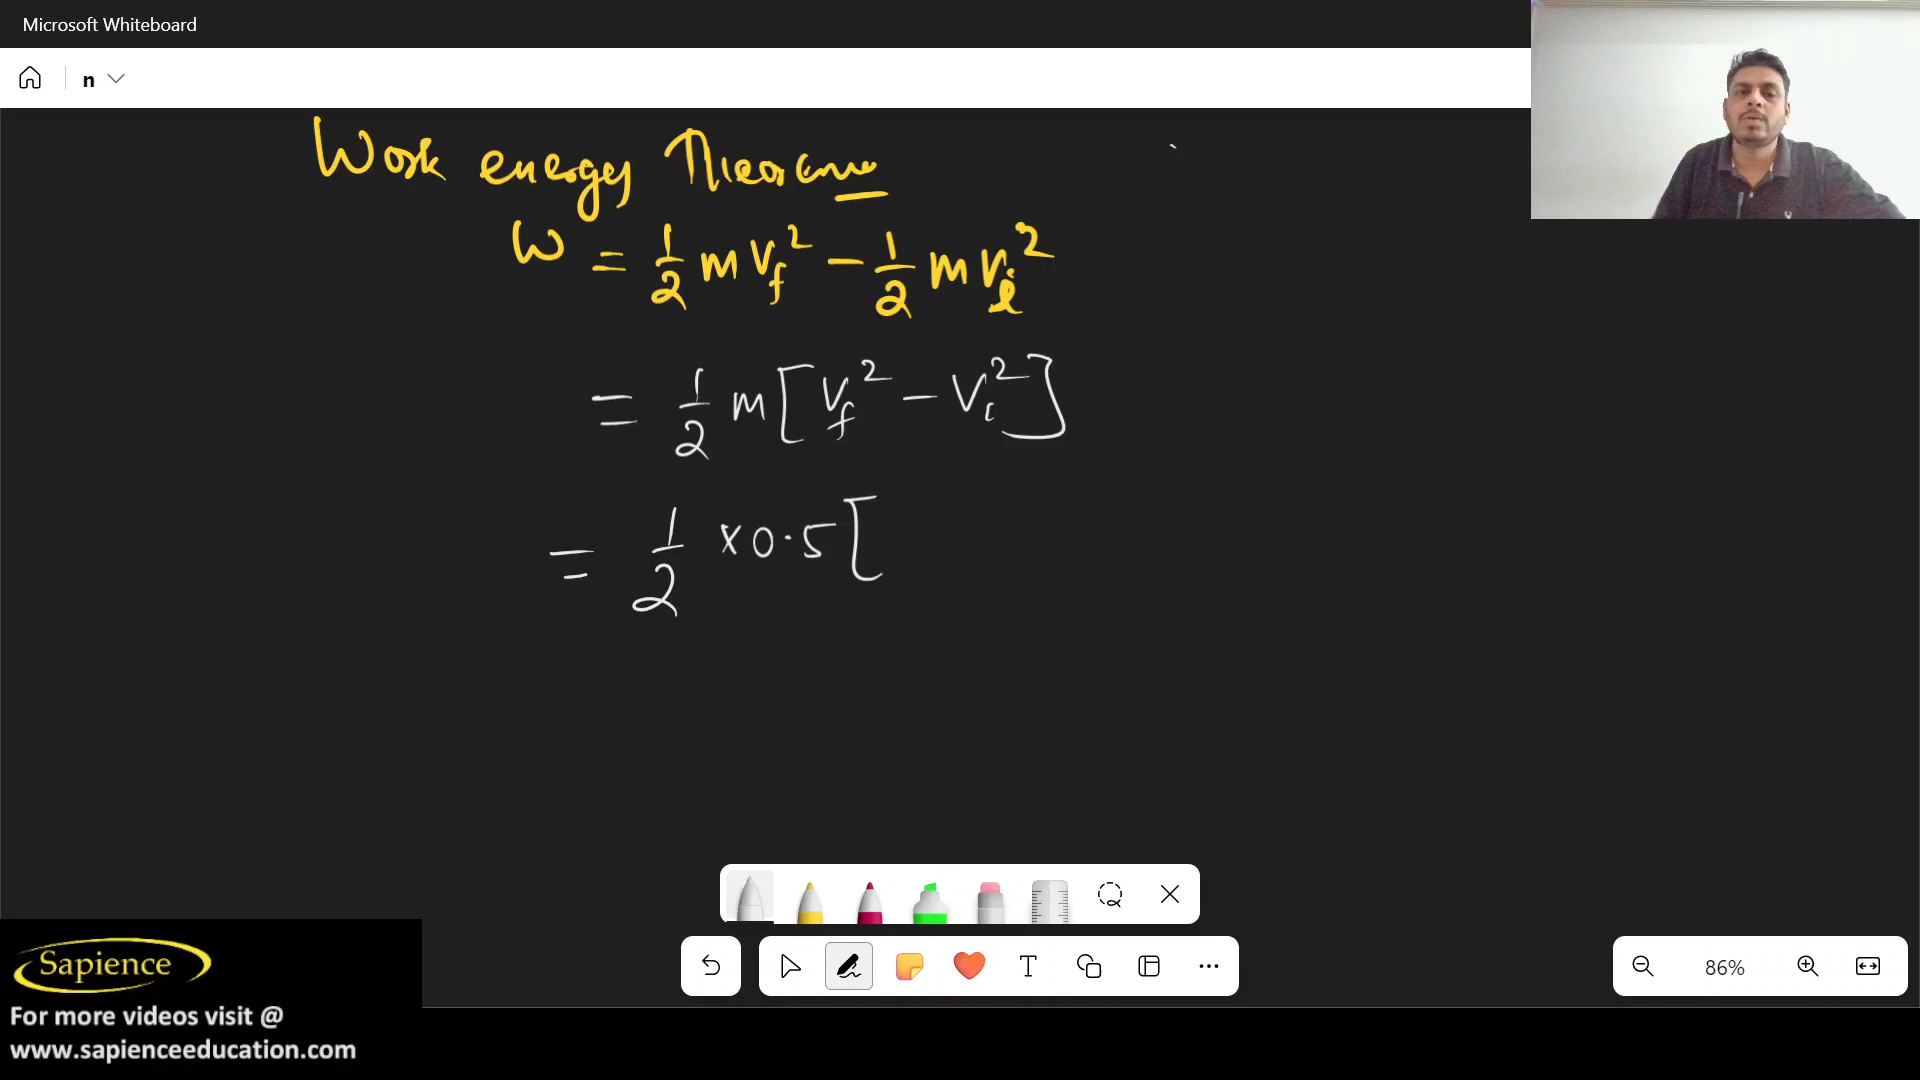 Microsoft Whiteboard
n
Work energy Theorem
W = 1/2 m Vf² - 1/2 m Vi²
= 1/2 m [Vf² - Vi²]
= 1/2 × 0.5 [
86%
Sapience
For more videos visit @
www.sapienceeducation.com